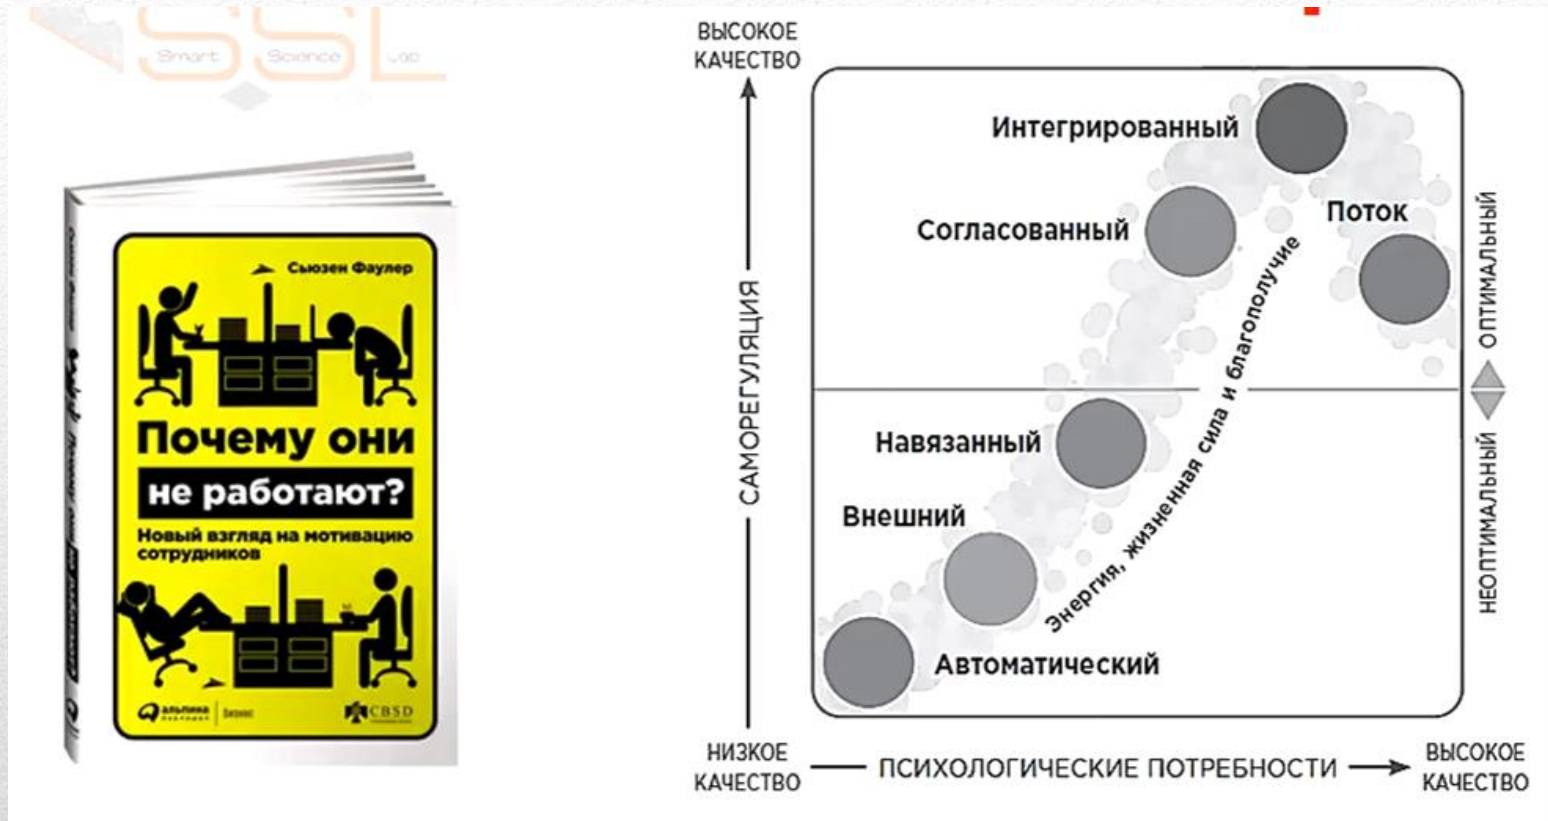 SSL
Smart Science Lab
Сьюзен Фаулер
Почему они
не работают?
Новый взгляд на мотивацию
сотрудников
альпина
бизнес
CBSD
ВЫСОКОЕ
КАЧЕСТВО
САМОРЕГУЛЯЦИЯ
НИЗКОЕ
КАЧЕСТВО
Интегрированный
Поток
Согласованный
Навязанный
Внешний
Автоматический
Энергия, жизненная сила и благополучие
ОПТИМАЛЬНЫЙ
НЕОПТИМАЛЬНЫЙ
ПСИХОЛОГИЧЕСКИЕ ПОТРЕБНОСТИ
ВЫСОКОЕ
КАЧЕСТВО